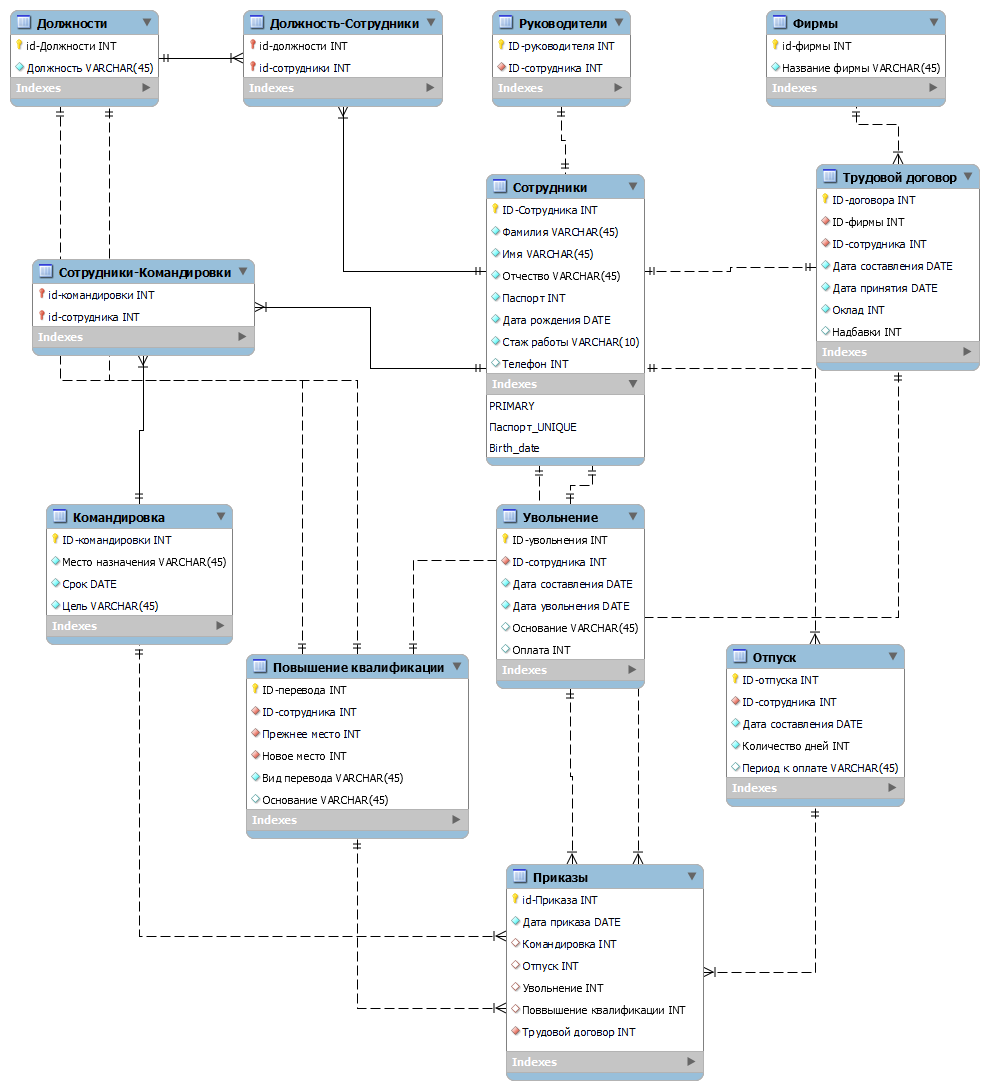 Должности
id-Должности INT
Должность VARCHAR(45)
Indexes
Должность-Сотрудники
id-должности INT
id-сотрудники INT
Indexes
Руководители
ID-руководителя INT
ID-сотрудника INT
Indexes
Фирмы
id-фирмы INT
Название фирмы VARCHAR(45)
Indexes
Сотрудники
ID-Сотрудника INT
Фамилия VARCHAR(45)
Имя VARCHAR(45)
Отчество VARCHAR(45)
Паспорт INT
Дата рождения DATE
Стаж работы VARCHAR(10)
Телефон INT
Indexes
PRIMARY
Паспорт_UNIQUE
Birth_date
Трудовой договор
ID-договора INT
ID-фирмы INT
ID-сотрудника INT
Дата составления DATE
Дата принятия DATE
Оклад INT
Надбавки INT
Indexes
Сотрудники-Командировки
id-командировки INT
id-сотрудника INT
Indexes
Командировка
ID-командировки INT
Место назначения VARCHAR(45)
Срок DATE
Цель VARCHAR(45)
Indexes
Увольнение
ID-увольнения INT
ID-сотрудника INT
Дата составления DATE
Дата увольнения DATE
Основание VARCHAR(45)
Оплата INT
Indexes
Повышение квалификации
ID-перевода INT
ID-сотрудника INT
Прежнее место INT
Новое место INT
Вид перевода VARCHAR(45)
Основание VARCHAR(45)
Indexes
Отпуск
ID-отпуска INT
ID-сотрудника INT
Дата составления DATE
Количество дней INT
Период к оплате VARCHAR(45)
Indexes
Приказы
id-Приказа INT
Дата приказа DATE
Командировка INT
Отпуск INT
Увольнение INT
Поввышение квалификации INT
Трудовой договор INT
Indexes